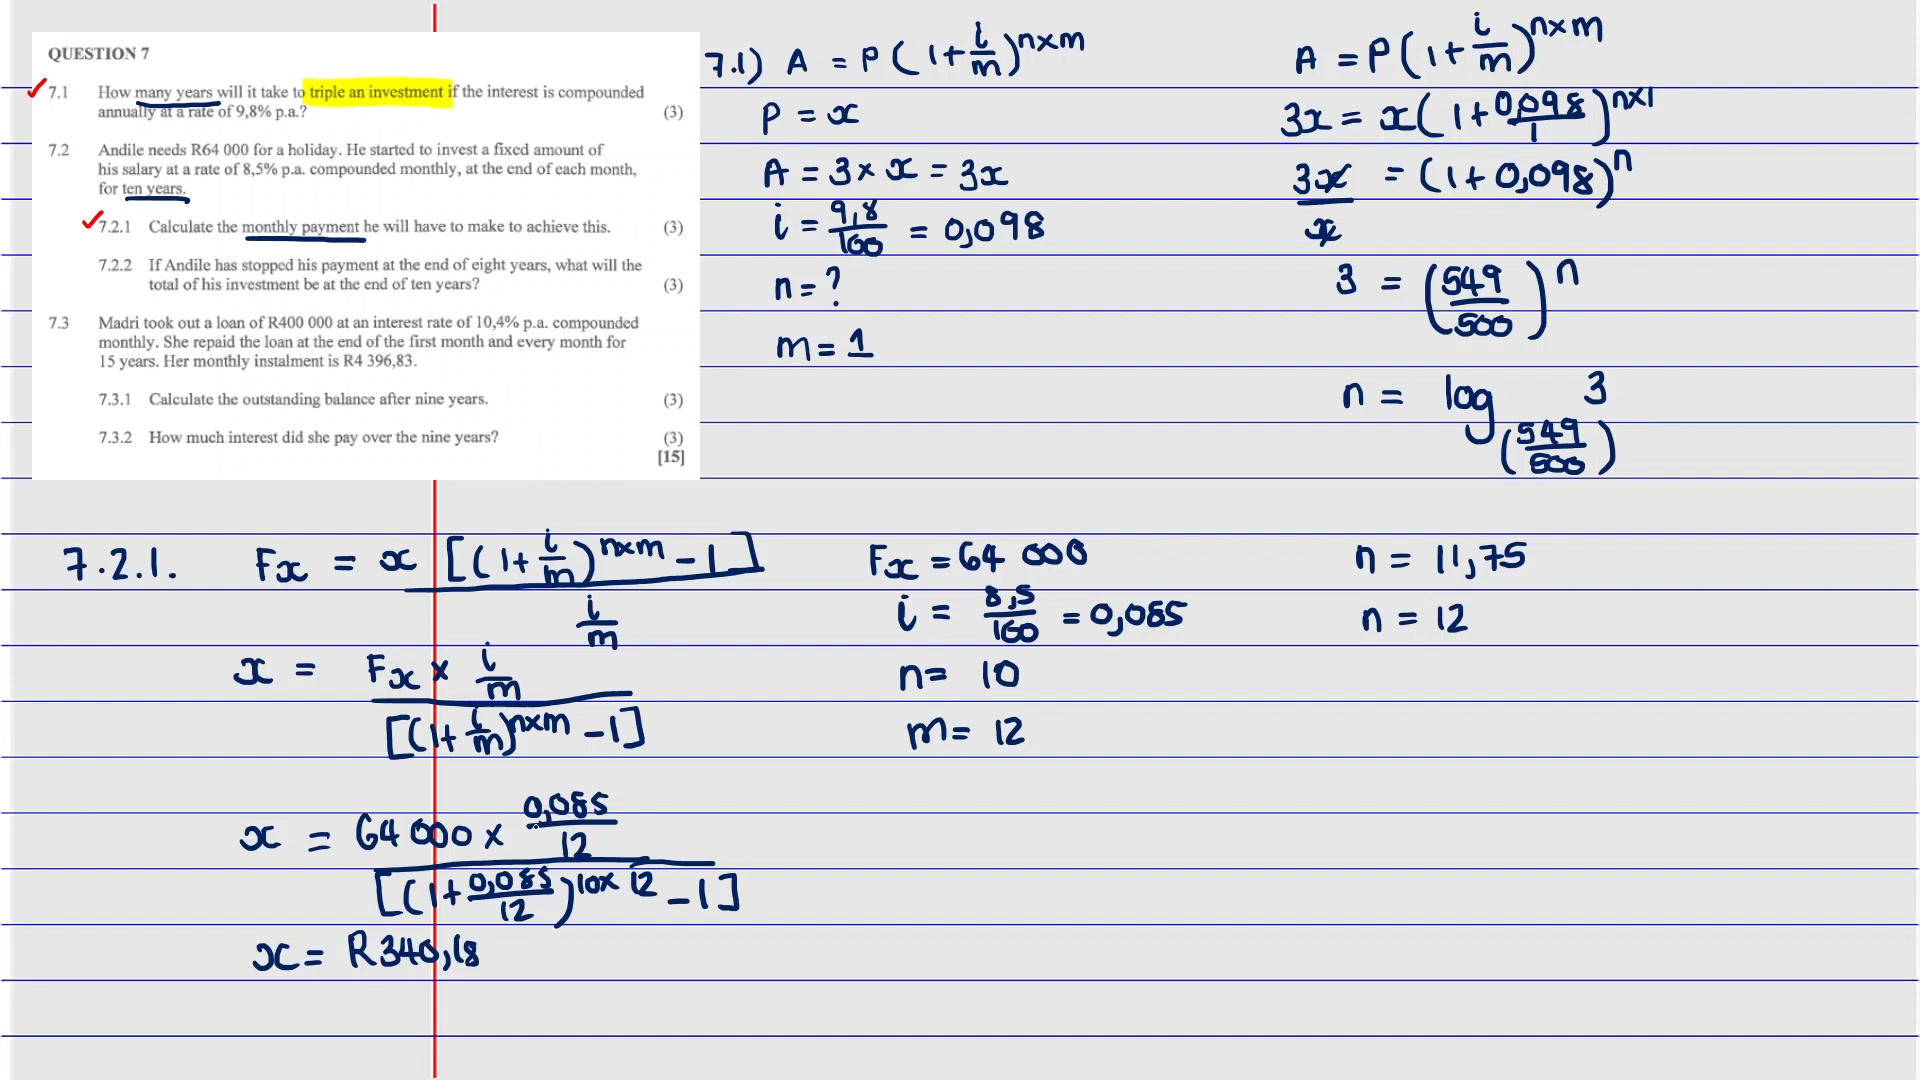 QUESTION 7
7.1 How many years will it take to triple an investment if the interest is compounded
annually at a rate of 9,8% p.a.? (3)
7.2 Andile needs R64 000 for a holiday. He started to invest a fixed amount of
his salary at a rate of 8,5% p.a. compounded monthly, at the end of each month,
for ten years.
7.2.1 Calculate the monthly payment he will have to make to achieve this. (3)
7.2.2 If Andile has stopped his payment at the end of eight years, what will the
total of his investment be at the end of ten years? (3)
7.3 Madri took out a loan of R400 000 at an interest rate of 10,4% p.a. compounded
monthly. She repaid the loan at the end of the first month and every month for
15 years. Her monthly instalment is R4 396,83.
7.3.1 Calculate the outstanding balance after nine years. (3)
7.3.2 How much interest did she pay over the nine years? (3)
[15]
7.1) A = P(1+i/m)^n×m
P = x
A = 3 × x = 3x
i = 9,8/100 = 0,098
n = ?
m = 1
A = P(1+i/m)^n×m
3x = x(1+0,098/1)^n×1
3x/x = (1+0,098)^n
3 = (549/500)^n
n = log_(549/500) 3
n = 11,75
n = 12
7.2.1. Fx = x[(1+i/m)^n×m - 1] / i/m
x = Fx × i/m / [(1+i/m)^n×m - 1]
x = 64 000 × 0,085/12 / [(1+0,085/12)^10×12 - 1]
x = R340,18
Fx = 64 000
i = 8,5/100 = 0,085
n = 10
m = 12